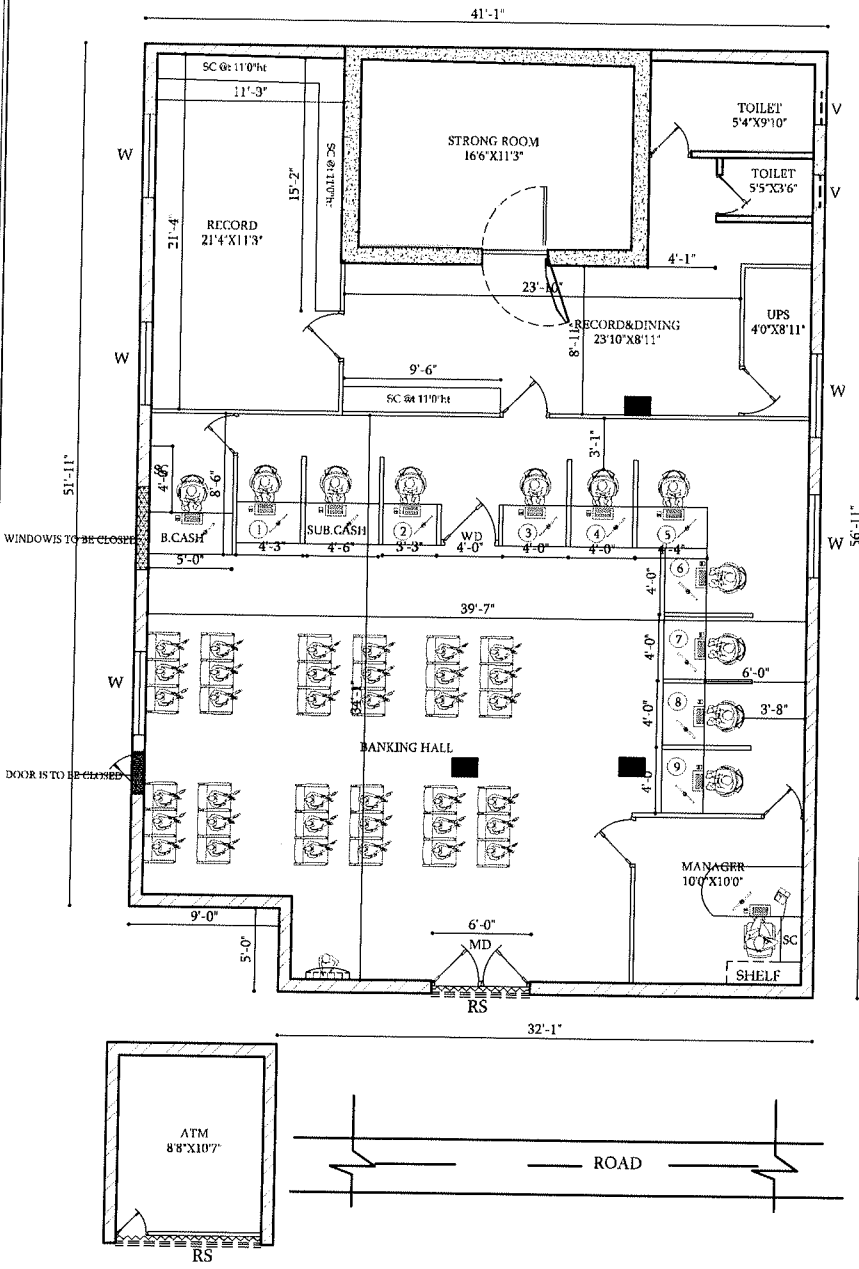 41'-1"
SC @t 11'0"ht
11'-3"
STRONG ROOM
16'6"X11'3"
TOILET
5'4"X9'10"
V
W
SC @t 11'0"ht
15'-2"
TOILET
5'5"X3'6"
V
RECORD
21'4"X11'3"
21'-4"
4'-1"
23'-10"
UPS
4'0"X8'11"
RECORD&DINING
23'10"X8'11"
8'-11"
W
W
9'-6"
SC @t 11'0"ht
3'-1"
51'-11"
56'-11"
4'-6"
8'-6"
WINDOWIS TO BE CLOSED
B.CASH
1
SUB.CASH
2
WD
3
4
5
W
5'-0"
4'-3"
4'-6"
3'-3"
4'-0"
4'-0"
4'-0"
4'-4"
6
4'-0"
39'-7"
7
4'-0"
6'-0"
W
34'-1"
8
4'-0"
3'-8"
BANKING HALL
DOOR IS TO BE CLOSED
9
4'-0"
MANAGER
10'0"X10'0"
9'-0"
5'-0"
6'-0"
MD
SC
SHELF
RS
32'-1"
ATM
8'8"X10'7"
ROAD
RS